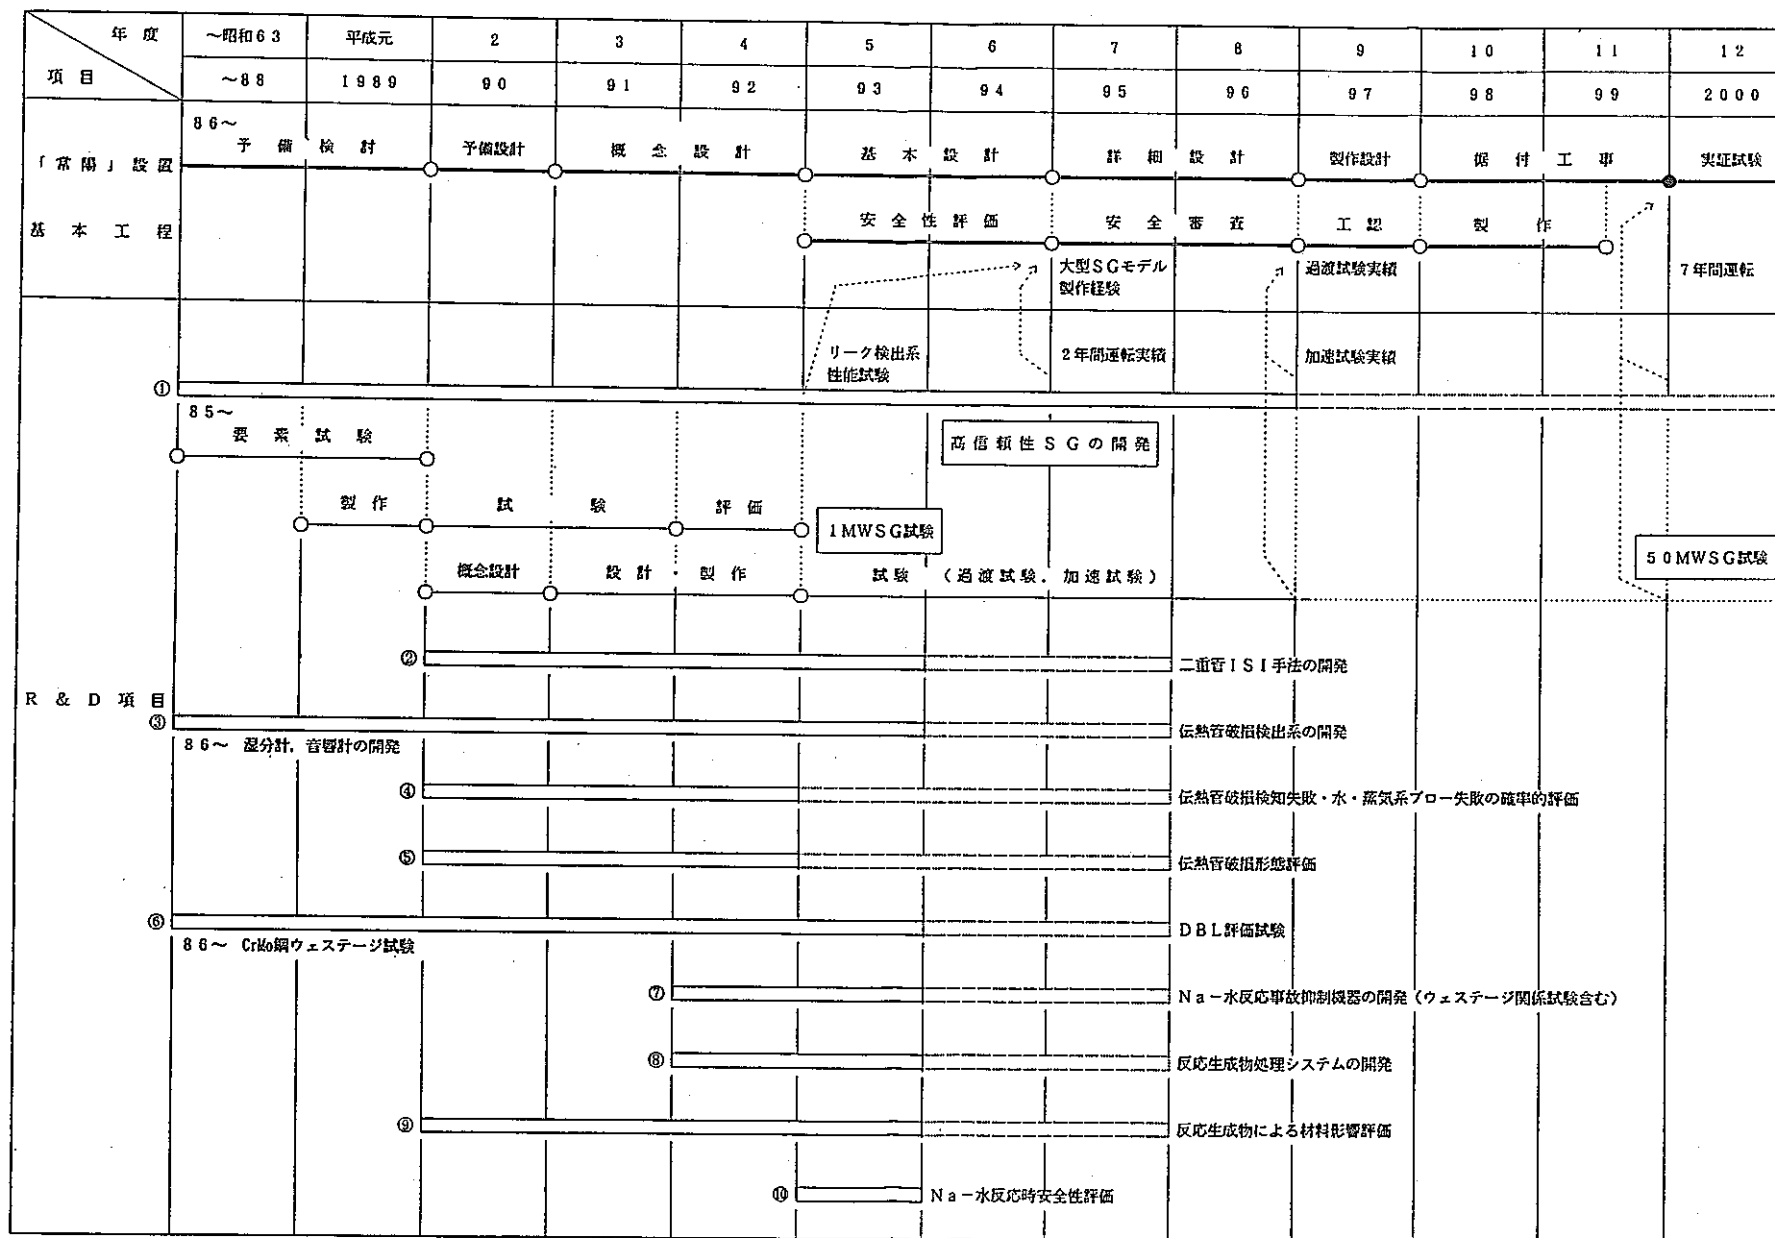 年度 ～昭和63 平成元 2 3 4 5 6 7 8 9 10 11 12
項目 ～88 1989 90 91 92 93 94 95 96 97 98 99 2000
86～
予備検討 予備設計 概念設計 基本設計 詳細設計 製作設計 据付工事 実証試験
「常陽」設置
基本工程
安全性評価 安全審査 工認 製作
大型SGモデル
製作経験
過渡試験実績
7年間運転
リーク検出系
性能試験
2年間運転実績
加速試験実績
①
85～
要素試験
高信頼性SGの開発
製作 試験 評価
1MWSG試験
50MWSG試験
概念設計 設計・製作 試験（過渡試験，加速試験）
② 二重管ISI手法の開発
R＆D項目
③ 伝熱管破損検出系の開発
86～ 湿分計，音響計の開発
④ 伝熱管破損検知失敗・水・蒸気系ブロー失敗の確率的評価
⑤ 伝熱管破損形態評価
⑥ DBL評価試験
86～ CrMo鋼ウェステージ試験
⑦ Na－水反応事故抑制機器の開発（ウェステージ関係試験含む）
⑧ 反応生成物処理システムの開発
⑨ 反応生成物による材料影響評価
⑩ Na－水反応時安全性評価